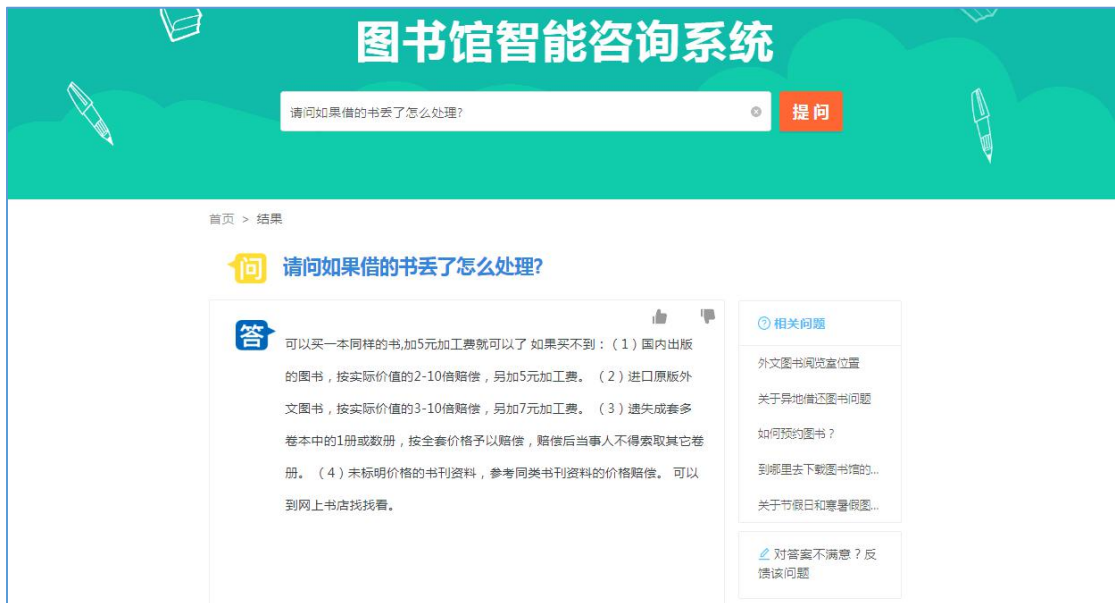 图书馆智能咨询系统
请问如果借的书丢了怎么处理?
提问
首页 > 结果
问
请问如果借的书丢了怎么处理?
答
可以买一本同样的书,加5元加工费就可以了 如果买不到：（1）国内出版
的图书，按实际价值的2-10倍赔偿，另加5元加工费。 （2）进口原版外
文图书，按实际价值的3-10倍赔偿，另加7元加工费。 （3）遗失成套多
卷本中的1册或数册，按全套价格予以赔偿，赔偿后当事人不得索取其它卷
册。 （4）未标明价格的书刊资料，参考同类书刊资料的价格赔偿。 可以
到网上书店找找看。
相关问题
外文图书阅览室位置
关于异地借还图书问题
如何预约图书？
到哪里去下载图书馆的...
关于节假日和寒暑假图...
对答案不满意？反
馈该问题